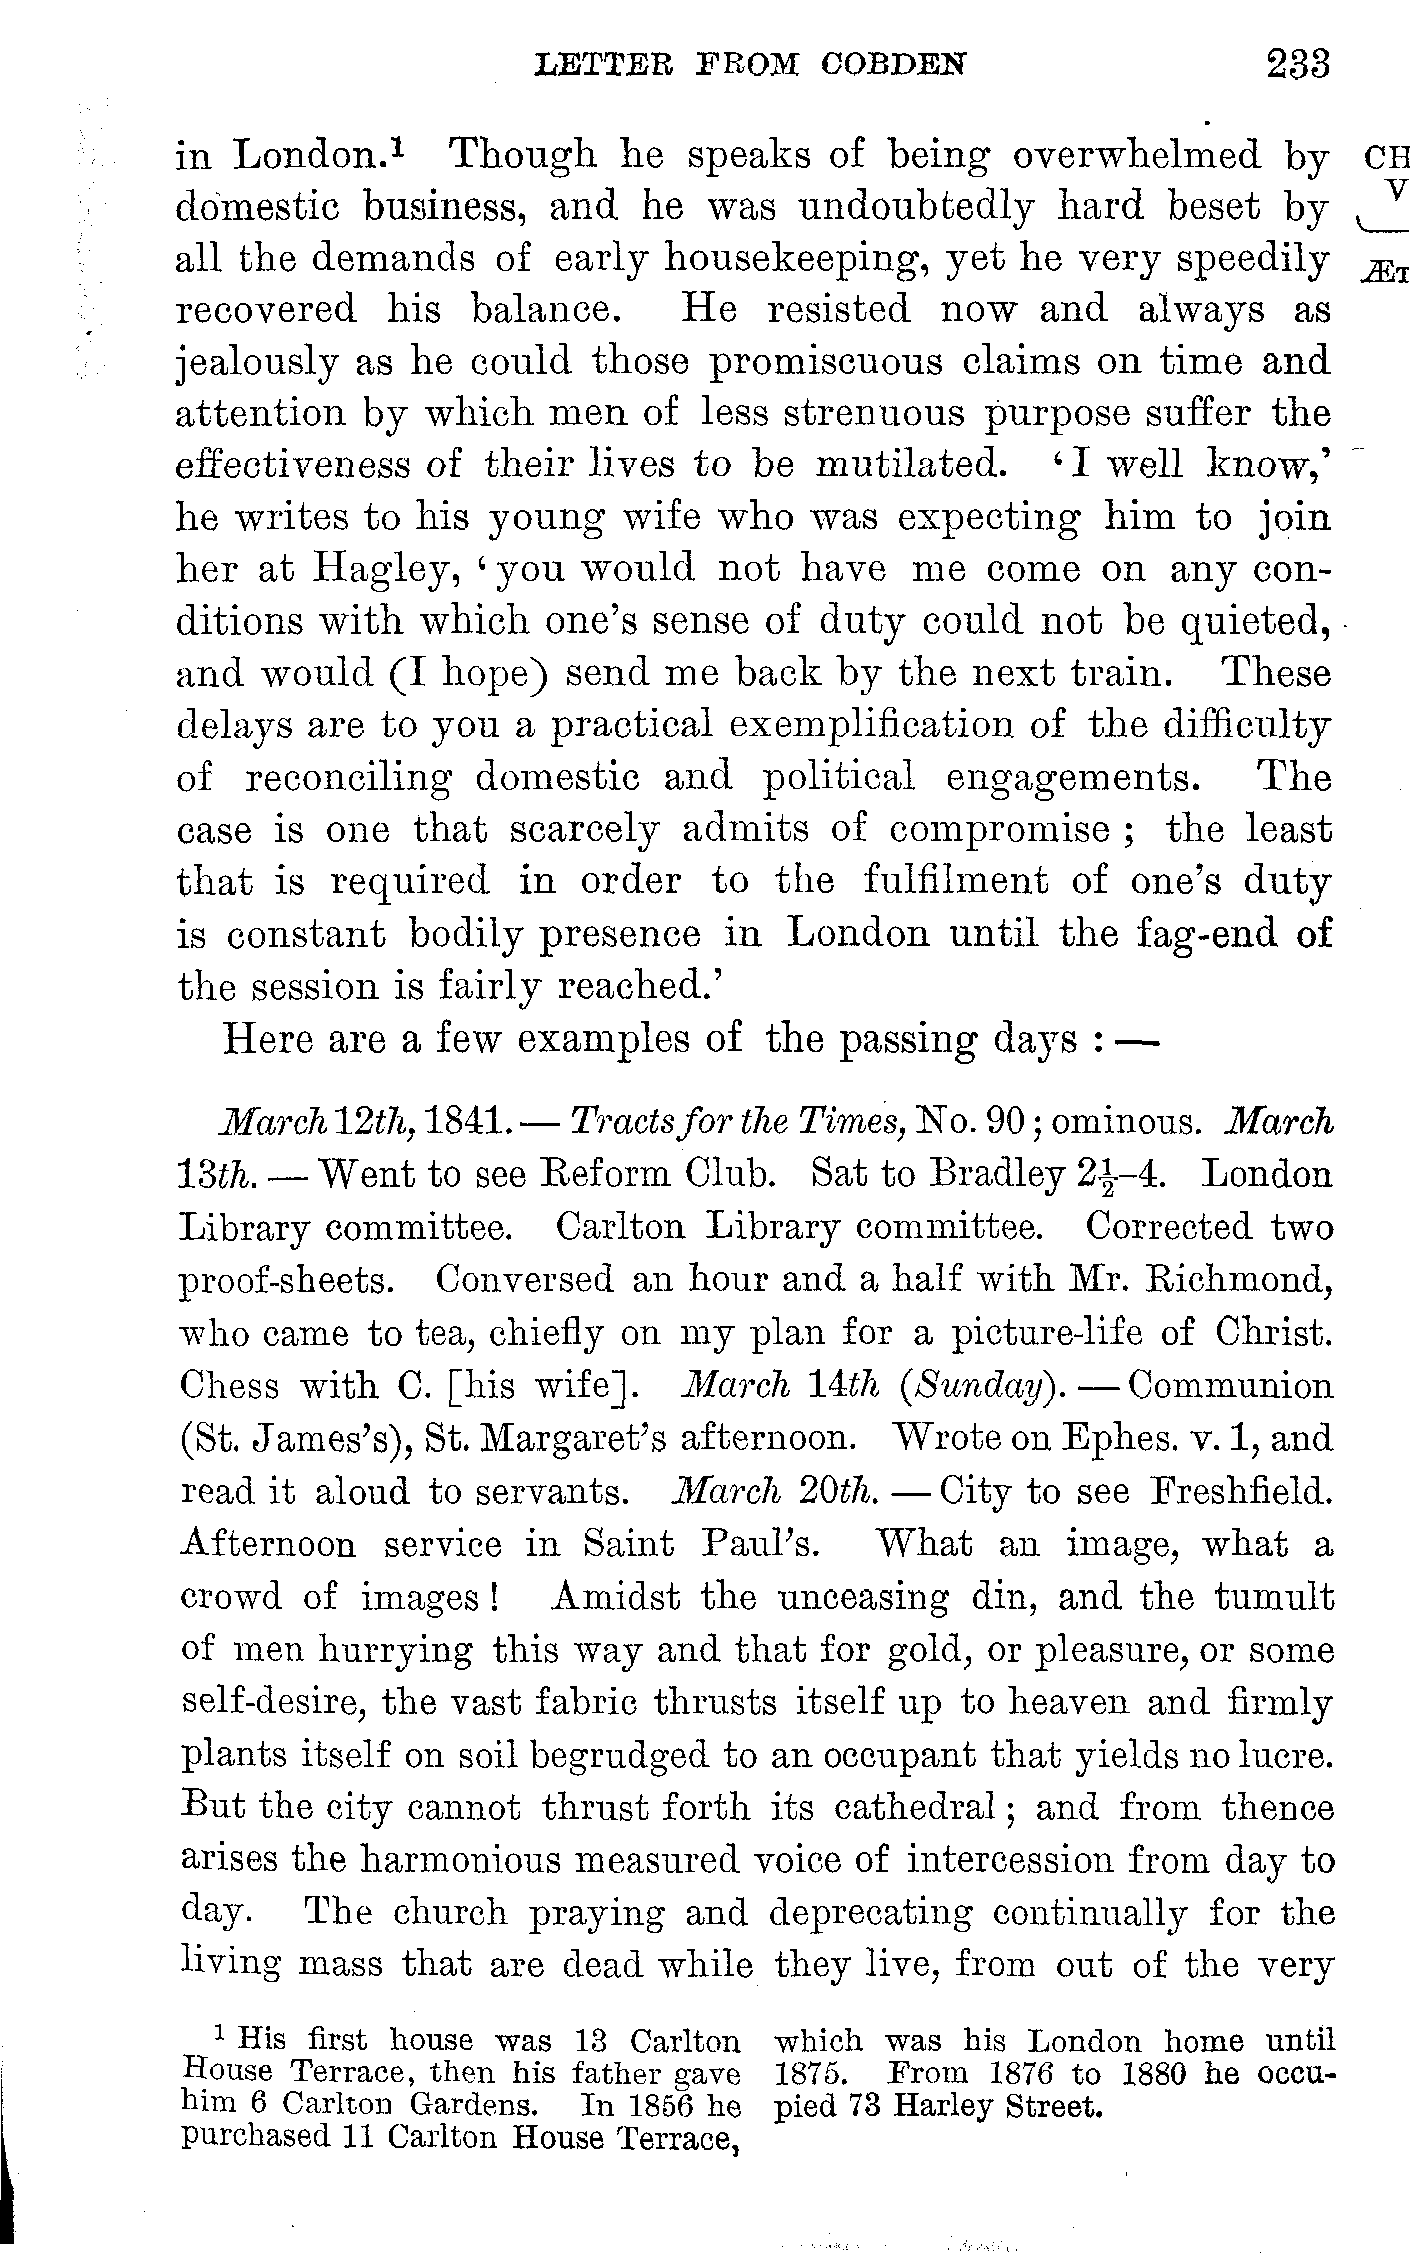 LETTER FROM COBDEN 233
in London.¹ Though he speaks of being overwhelmed by
domestic business, and he was undoubtedly hard beset by
all the demands of early housekeeping, yet he very speedily
recovered his balance. He resisted now and always as
jealously as he could those promiscuous claims on time and
attention by which men of less strenuous purpose suffer the
effectiveness of their lives to be mutilated. ‘I well know,’
he writes to his young wife who was expecting him to join
her at Hagley, ‘you would not have me come on any con-
ditions with which one’s sense of duty could not be quieted,
and would (I hope) send me back by the next train. These
delays are to you a practical exemplification of the difficulty
of reconciling domestic and political engagements. The
case is one that scarcely admits of compromise; the least
that is required in order to the fulfilment of one’s duty
is constant bodily presence in London until the fag-end of
the session is fairly reached.’
Here are a few examples of the passing days :—
March 12th, 1841.— Tracts for the Times, No. 90; ominous. March
13th. — Went to see Reform Club. Sat to Bradley 2½–4. London
Library committee. Carlton Library committee. Corrected two
proof-sheets. Conversed an hour and a half with Mr. Richmond,
who came to tea, chiefly on my plan for a picture-life of Christ.
Chess with C. [his wife]. March 14th (Sunday). — Communion
(St. James’s), St. Margaret’s afternoon. Wrote on Ephes. v. 1, and
read it aloud to servants. March 20th. — City to see Freshfield.
Afternoon service in Saint Paul’s. What an image, what a
crowd of images! Amidst the unceasing din, and the tumult
of men hurrying this way and that for gold, or pleasure, or some
self-desire, the vast fabric thrusts itself up to heaven and firmly
plants itself on soil begrudged to an occupant that yields no lucre.
But the city cannot thrust forth its cathedral; and from thence
arises the harmonious measured voice of intercession from day to
day. The church praying and deprecating continually for the
living mass that are dead while they live, from out of the very
CH
V
ÆT
¹ His first house was 13 Carlton
House Terrace, then his father gave
him 6 Carlton Gardens. In 1856 he
purchased 11 Carlton House Terrace,
which was his London home until
1875. From 1876 to 1880 he occu-
pied 73 Harley Street.